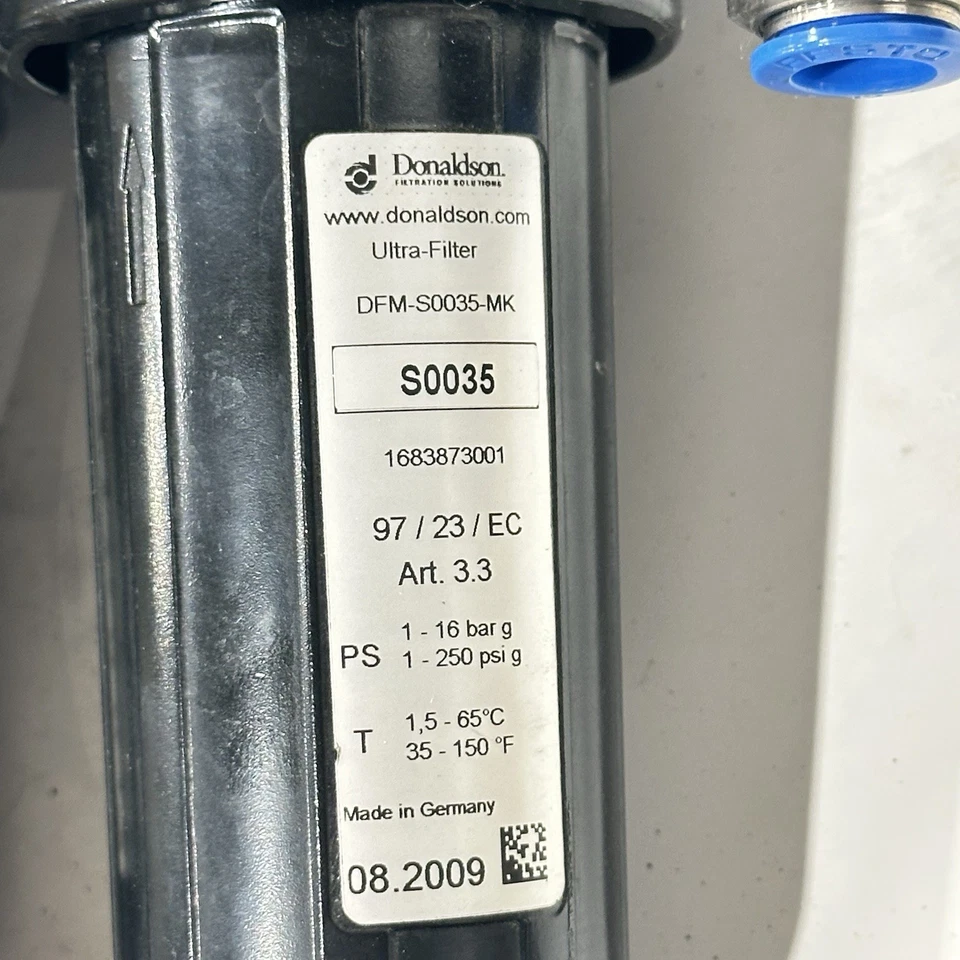 Donaldson.
FILTRATION SOLUTIONS
www.donaldson.com
Ultra-Filter
DFM-S0035-MK
S0035
1683873001
97 / 23 / EC
Art. 3.3
PS
1 - 16 bar g
1 - 250 psi g
T
1,5 - 65°C
35 - 150 °F
Made in Germany
08.2009
FESTO